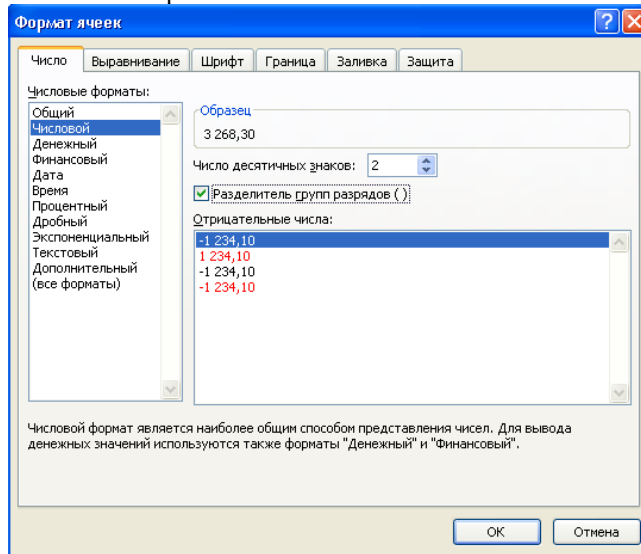 Формат ячеек
Число Выравнивание Шрифт Граница Заливка Защита
Числовые форматы:
Общий
Числовой
Денежный
Финансовый
Дата
Время
Процентный
Дробный
Экспоненциальный
Текстовый
Дополнительный
(все форматы)
Образец
3 268,30
Число десятичных знаков: 2
Разделитель групп разрядов ( )
Отрицательные числа:
-1 234,10
1 234,10
-1 234,10
-1 234,10
Числовой формат является наиболее общим способом представления чисел. Для вывода
денежных значений используются также форматы "Денежный" и "Финансовый".
ОК Отмена